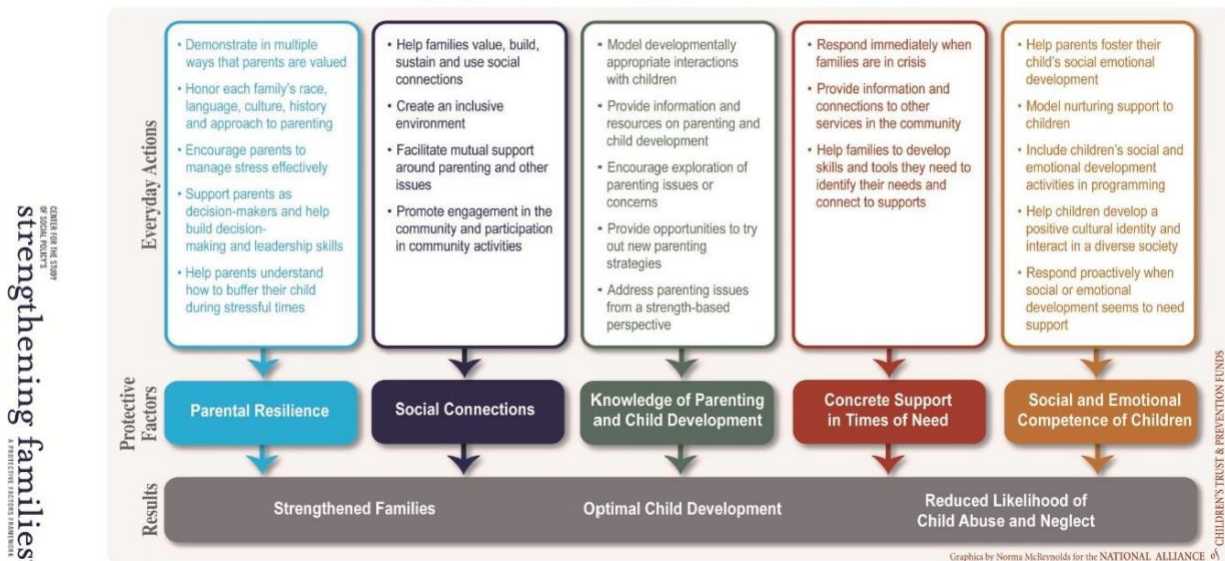 CENTER FOR THE STUDY
OF SOCIAL POLICY'S
strengthening families
A PROTECTIVE FACTORS FRAMEWORK
Everyday Actions
• Demonstrate in multiple
ways that parents are valued
• Honor each family's race,
language, culture, history
and approach to parenting
• Encourage parents to
manage stress effectively
• Support parents as
decision-makers and help
build decision-
making and leadership skills
• Help parents understand
how to buffer their child
during stressful times
• Help families value, build,
sustain and use social
connections
• Create an inclusive
environment
• Facilitate mutual support
around parenting and other
issues
• Promote engagement in the
community and participation
in community activities
• Model developmentally
appropriate interactions
with children
• Provide information and
resources on parenting and
child development
• Encourage exploration of
parenting issues or
concerns
• Provide opportunities to try
out new parenting
strategies
• Address parenting issues
from a strength-based
perspective
• Respond immediately when
families are in crisis
• Provide information and
connections to other
services in the community
• Help families to develop
skills and tools they need to
identify their needs and
connect to supports
• Help parents foster their
child's social emotional
development
• Model nurturing support to
children
• Include children's social and
emotional development
activities in programming
• Help children develop a
positive cultural identity and
interact in a diverse society
• Respond proactively when
social or emotional
development seems to need
support
Protective
Factors
Parental Resilience
Social Connections
Knowledge of Parenting
and Child Development
Concrete Support
in Times of Need
Social and Emotional
Competence of Children
Results
Strengthened Families
Optimal Child Development
Reduced Likelihood of
Child Abuse and Neglect
Graphics by Norma McReynolds for the NATIONAL ALLIANCE of CHILDREN'S TRUST & PREVENTION FUNDS